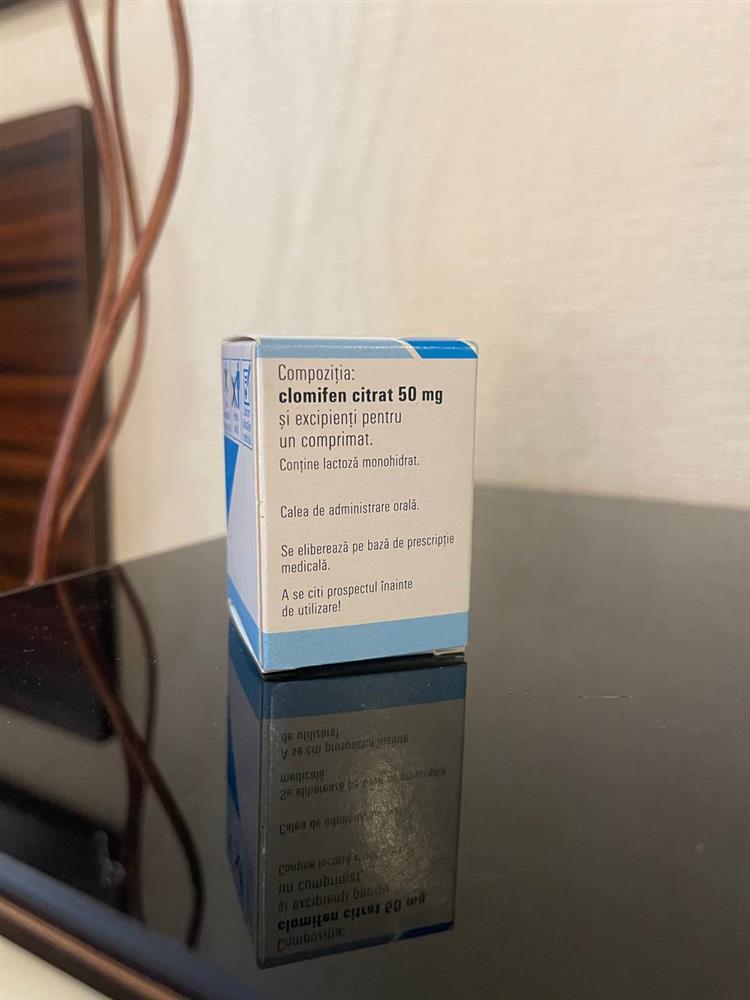 Compoziția:
clomifen citrat 50 mg
și excipienți pentru
un comprimat.
Conține lactoză monohidrat.
Calea de administrare orală.
Se eliberează pe bază de prescripție
medicală.
A se citi prospectul înainte
de utilizare!